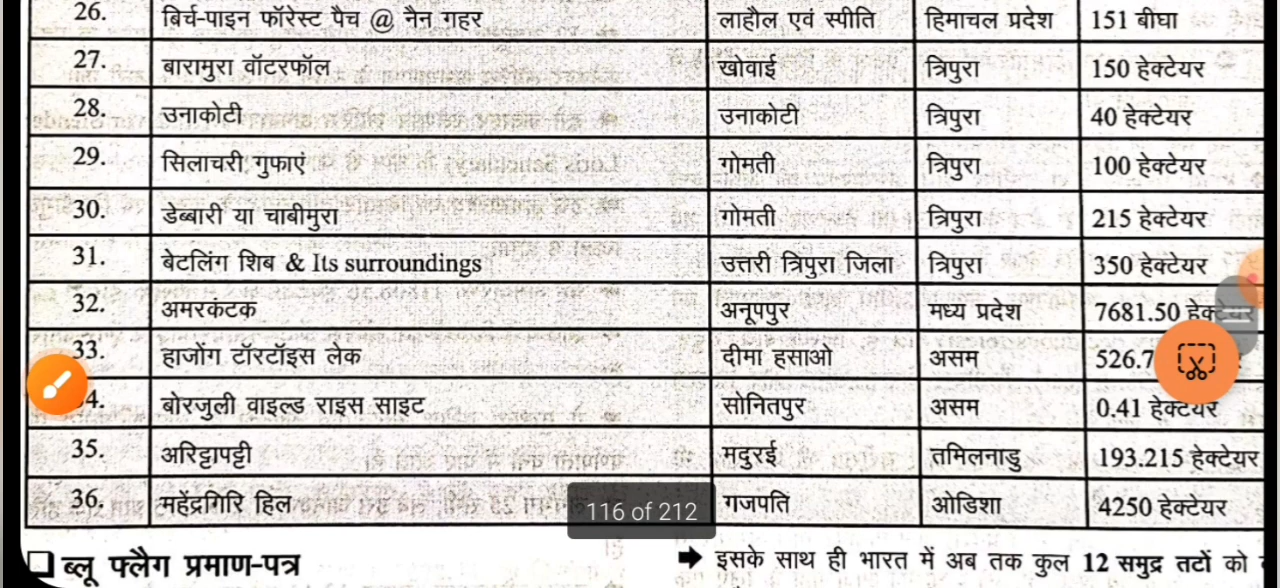 26. बिर्च-पाइन फॉरेस्ट पैच @ नैन गहर लाहौल एवं स्पीति हिमाचल प्रदेश 151 बीघा
27. बारामुरा वॉटरफॉल खोवाई त्रिपुरा 150 हेक्टेयर
28. उनाकोटी उनाकोटी त्रिपुरा 40 हेक्टेयर
29. सिलाचरी गुफाएं गोमती त्रिपुरा 100 हेक्टेयर
30. डेब्बारी या चाबीमुरा गोमती त्रिपुरा 215 हेक्टेयर
31. बेटलिंग शिब & Its surroundings उत्तरी त्रिपुरा जिला त्रिपुरा 350 हेक्टेयर
32. अमरकंटक अनूपपुर मध्य प्रदेश 7681.50 हेक्टेयर
33. हाजोंग टॉरटॉइस लेक दीमा हसाओ असम 526.7
4. बोरजुली वाइल्ड राइस साइट सोनितपुर असम 0.41 हेक्टेयर
35. अरिट्टापट्टी मदुरई तमिलनाडु 193.215 हेक्टेयर
36. महेंद्रगिरि हिल गजपति ओडिशा 4250 हेक्टेयर
116 of 212
ब्लू फ्लैग प्रमाण-पत्र
➡ इसके साथ ही भारत में अब तक कुल 12 समुद्र तटों को